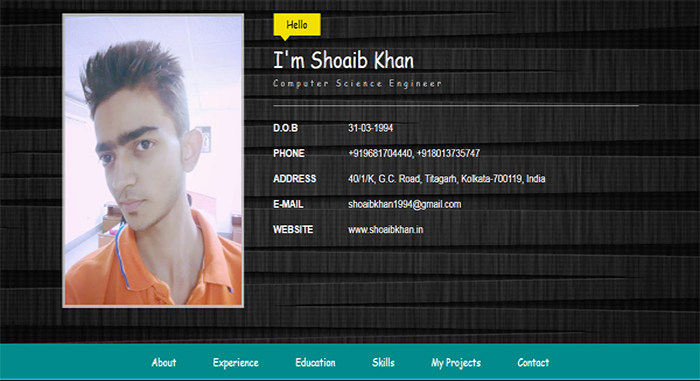 Hello
I'm Shoaib Khan
Computer Science Engineer
D.O.B 31-03-1994
PHONE +919681704440, +918013735747
ADDRESS 40/1/K, G.C. Road, Titagarh, Kolkata-700119, India
E-MAIL shoaibkhan1994@gmail.com
WEBSITE www.shoaibkhan.in
About Experience Education Skills My Projects Contact